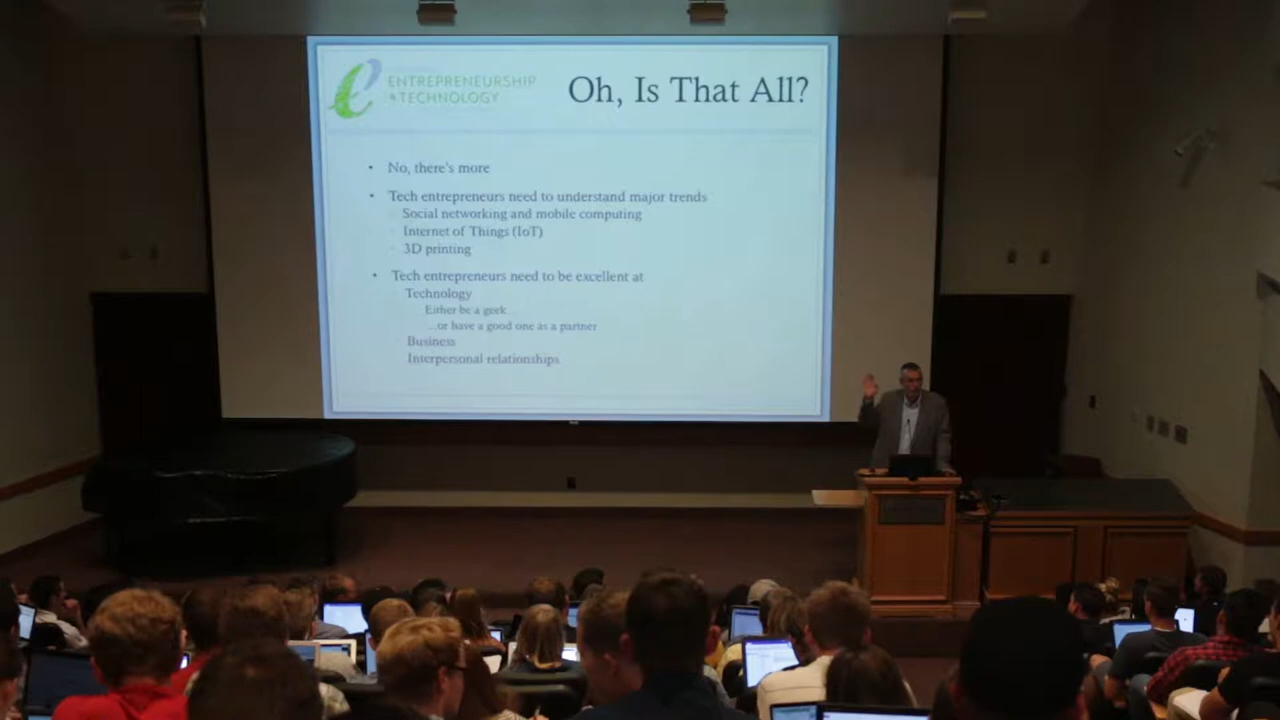 ENTREPRENEURSHIP
& TECHNOLOGY
Oh, Is That All?
• No, there's more
• Tech entrepreneurs need to understand major trends
Social networking and mobile computing
Internet of Things (IoT)
3D printing
• Tech entrepreneurs need to be excellent at
Technology
Either be a geek...
...or have a good one as a partner
Business
Interpersonal relationships